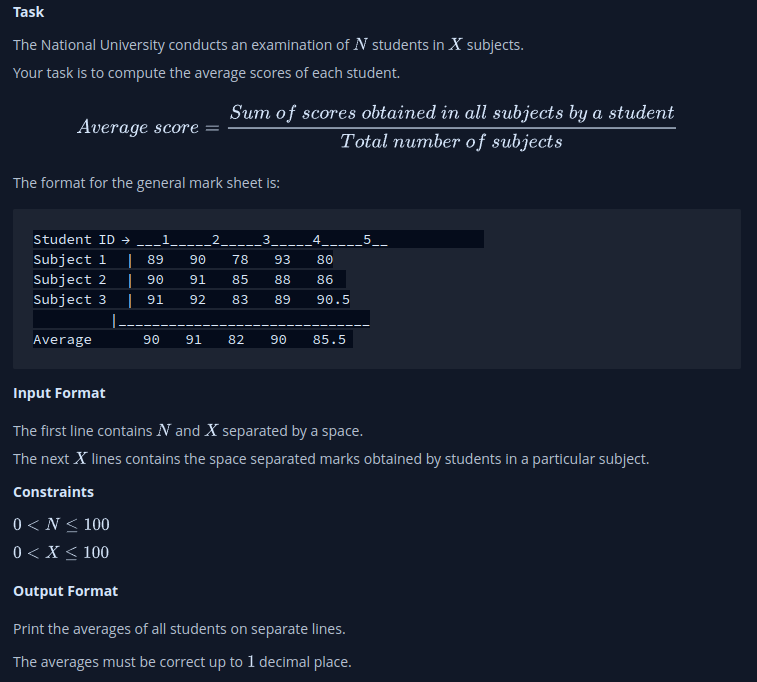 Task
The National University conducts an examination of N students in X subjects.
Your task is to compute the average scores of each student.
Average score = Sum of scores obtained in all subjects by a student / Total number of subjects
The format for the general mark sheet is:
Student ID → ___1_____2_____3_____4_____5__
Subject 1 | 89 90 78 93 80
Subject 2 | 90 91 85 88 86
Subject 3 | 91 92 83 89 90.5
|______________________________
Average 90 91 82 90 85.5
Input Format
The first line contains N and X separated by a space.
The next X lines contains the space separated marks obtained by students in a particular subject.
Constraints
0 < N ≤ 100
0 < X ≤ 100
Output Format
Print the averages of all students on separate lines.
The averages must be correct up to 1 decimal place.